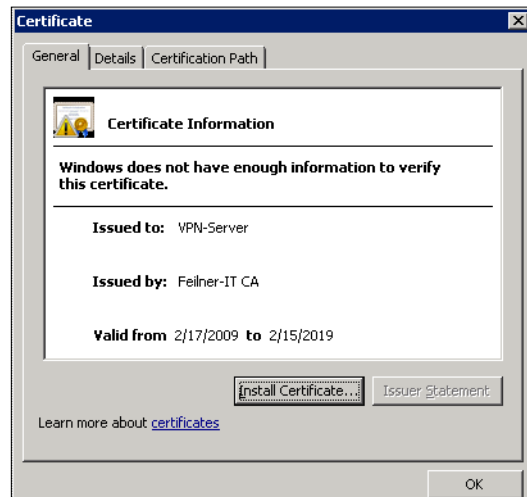 Certificate
General Details Certification Path
Certificate Information
Windows does not have enough information to verify
this certificate.
Issued to: VPN-Server
Issued by: Feilner-IT CA
Valid from 2/17/2009 to 2/15/2019
Install Certificate... Issuer Statement
Learn more about certificates
OK